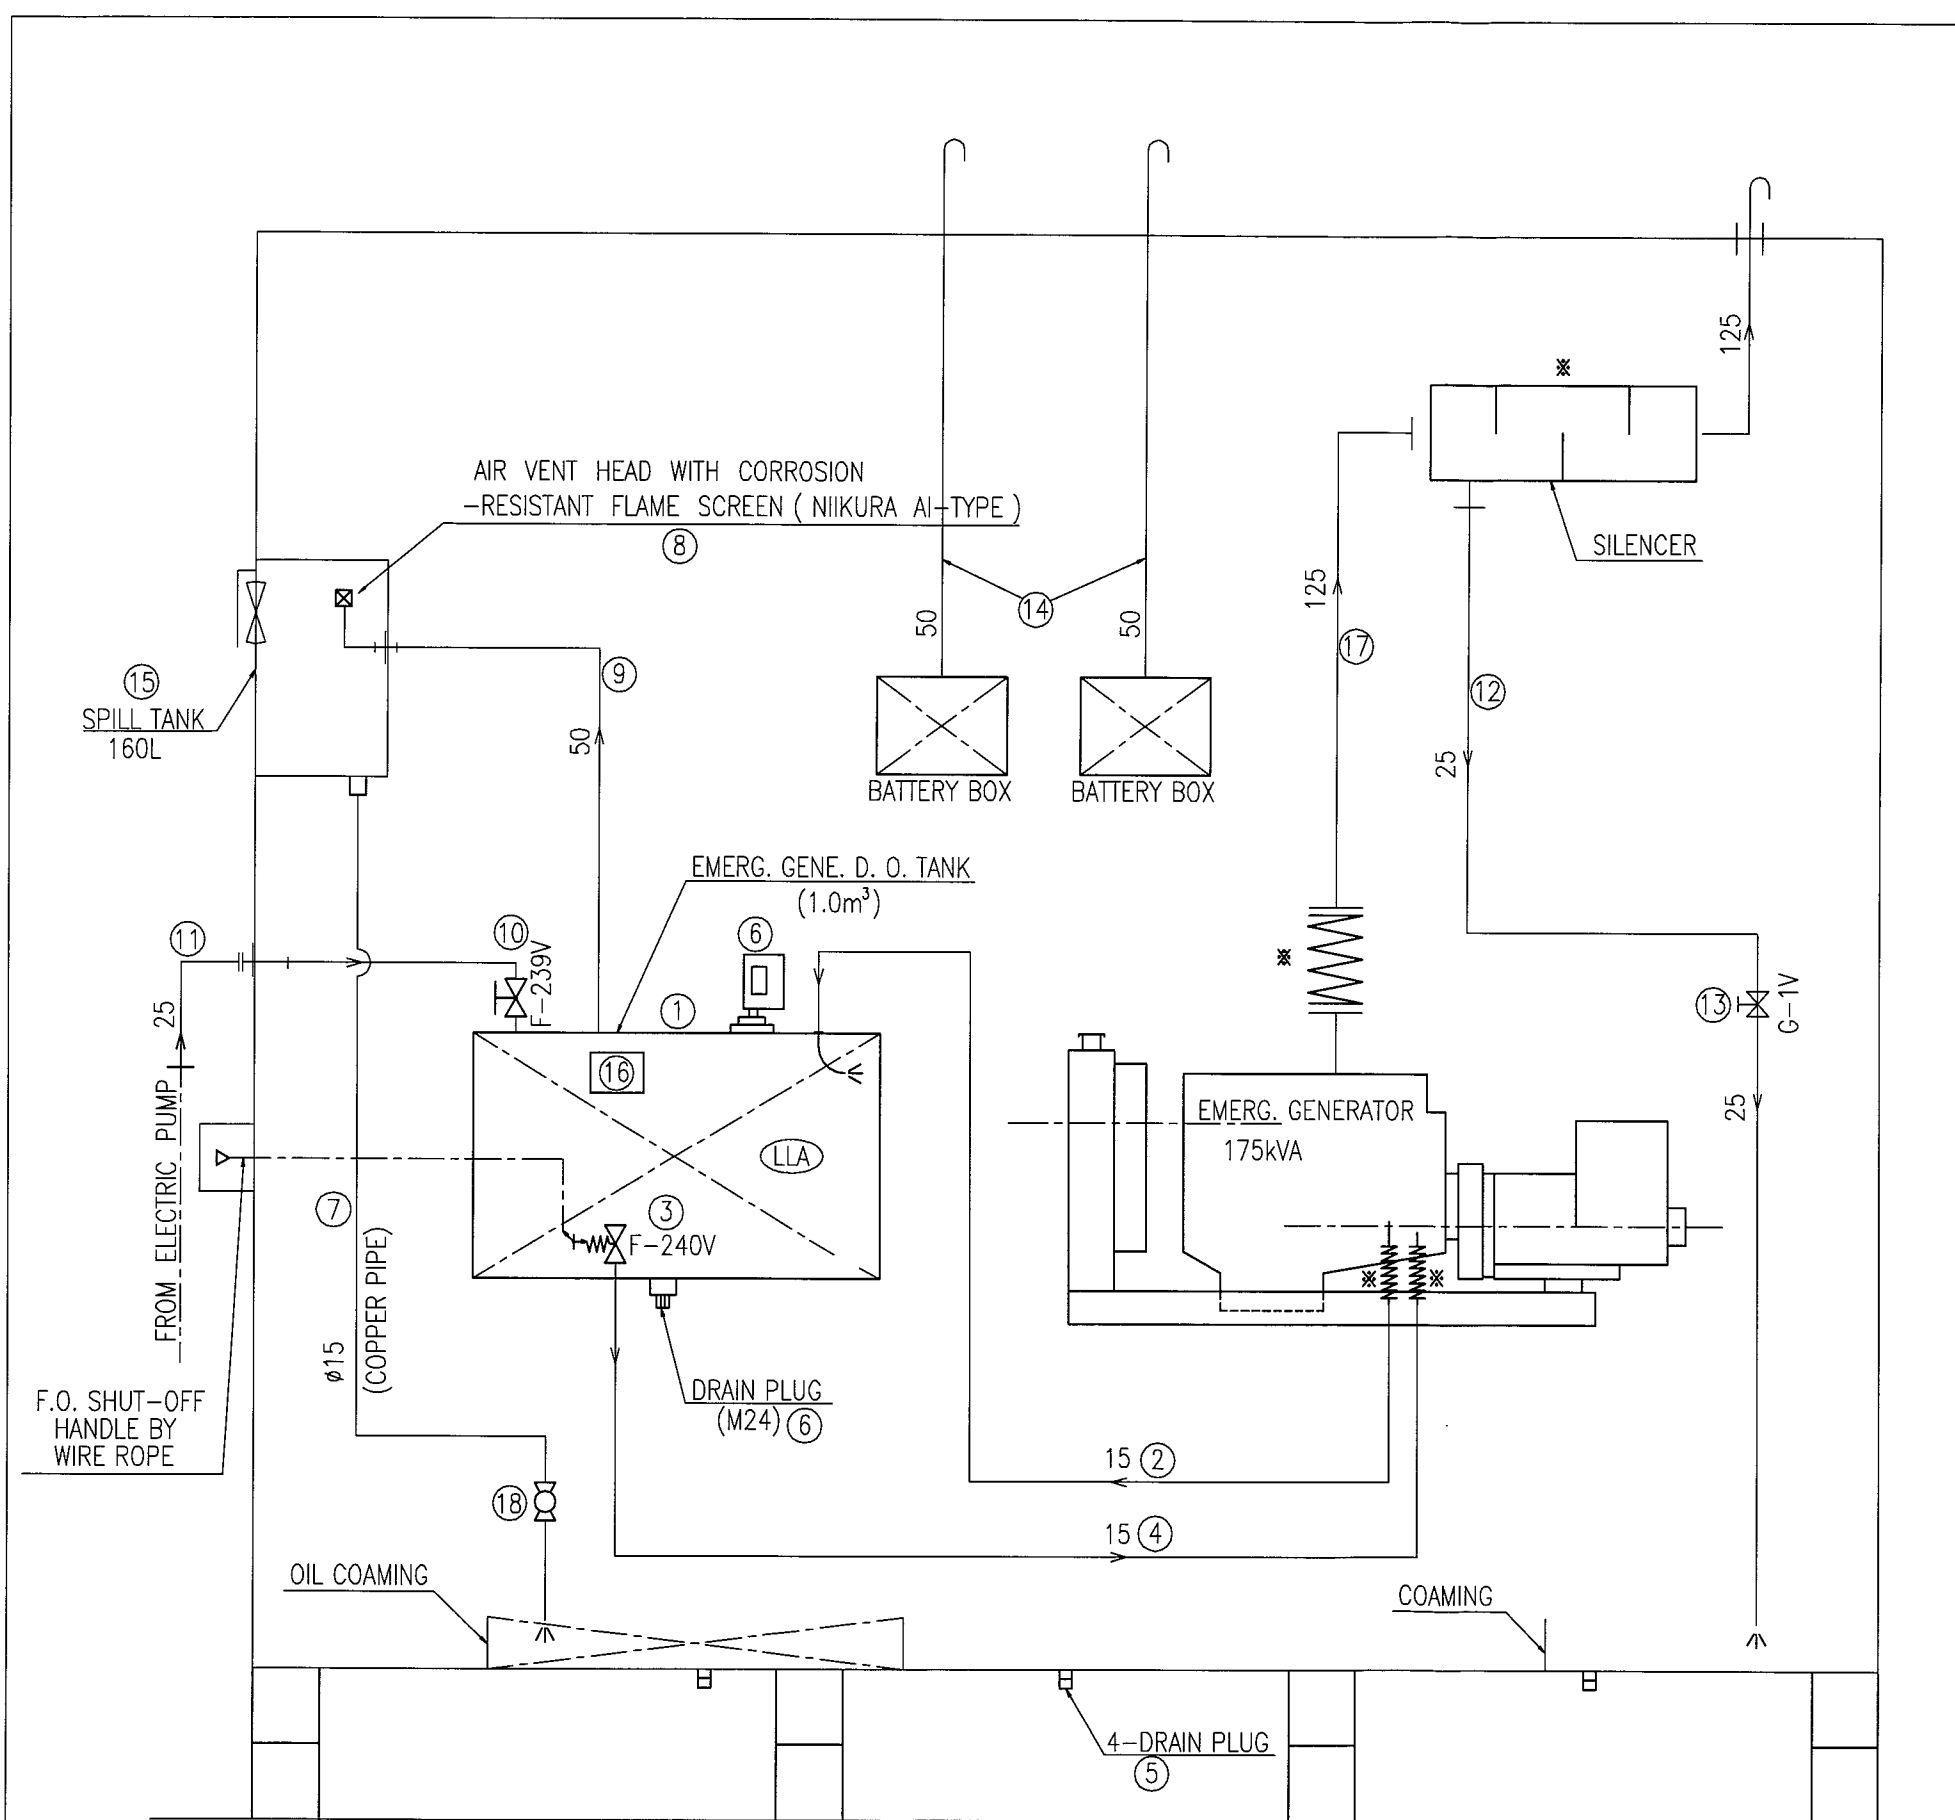 125
※
AIR VENT HEAD WITH CORROSION
-RESISTANT FLAME SCREEN ( NIIKURA AI-TYPE )
8
SILENCER
125
50
14
50
17
9
15
SPILL TANK
160L
12
50
25
BATTERY BOX
BATTERY BOX
EMERG. GENE. D. O. TANK
(1.0m³)
11
10
F-239V
6
※
1
13
G-1V
25
16
25
EMERG. GENERATOR
175kVA
LLA
FROM ELECTRIC PUMP
7
3
F-240V
※
※
ø15
(COPPER PIPE)
F.O. SHUT-OFF
HANDLE BY
WIRE ROPE
DRAIN PLUG
(M24) 6
15 2
18
15 4
OIL COAMING
COAMING
4-DRAIN PLUG
5